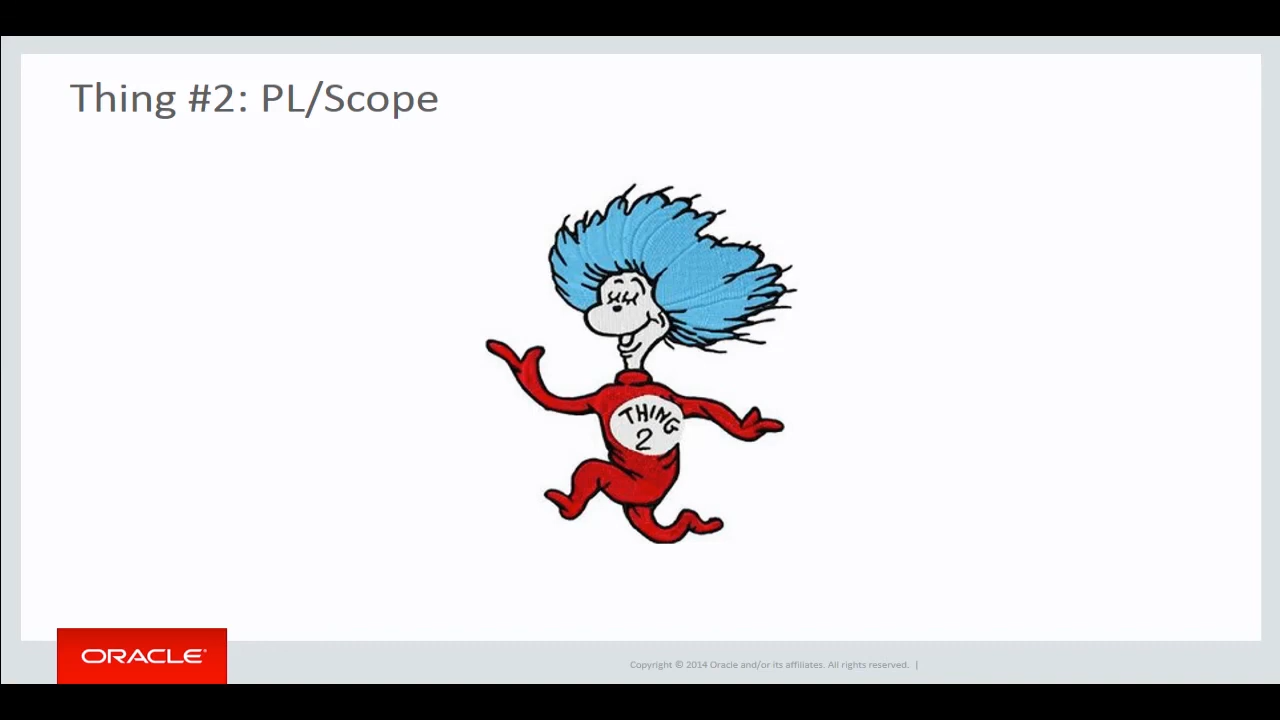 Thing #2: PL/Scope
THING
2
ORACLE®
Copyright © 2014 Oracle and/or its affiliates. All rights reserved. |